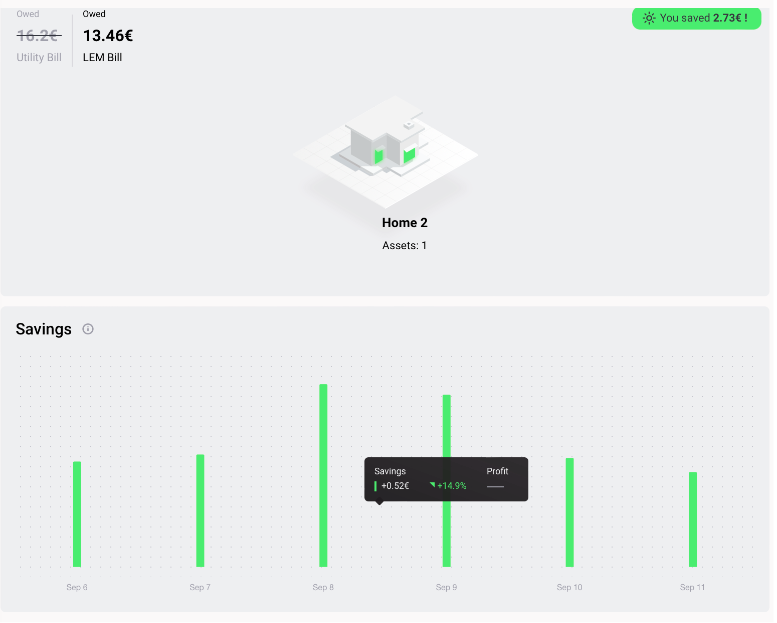 Owed
Owed
You saved 2.73€ !
16.2€
13.46€
Utility Bill
LEM Bill
Home 2
Assets: 1
Savings
Savings Profit
+0.52€ +14.9%
Sep 6 Sep 7 Sep 8 Sep 9 Sep 10 Sep 11